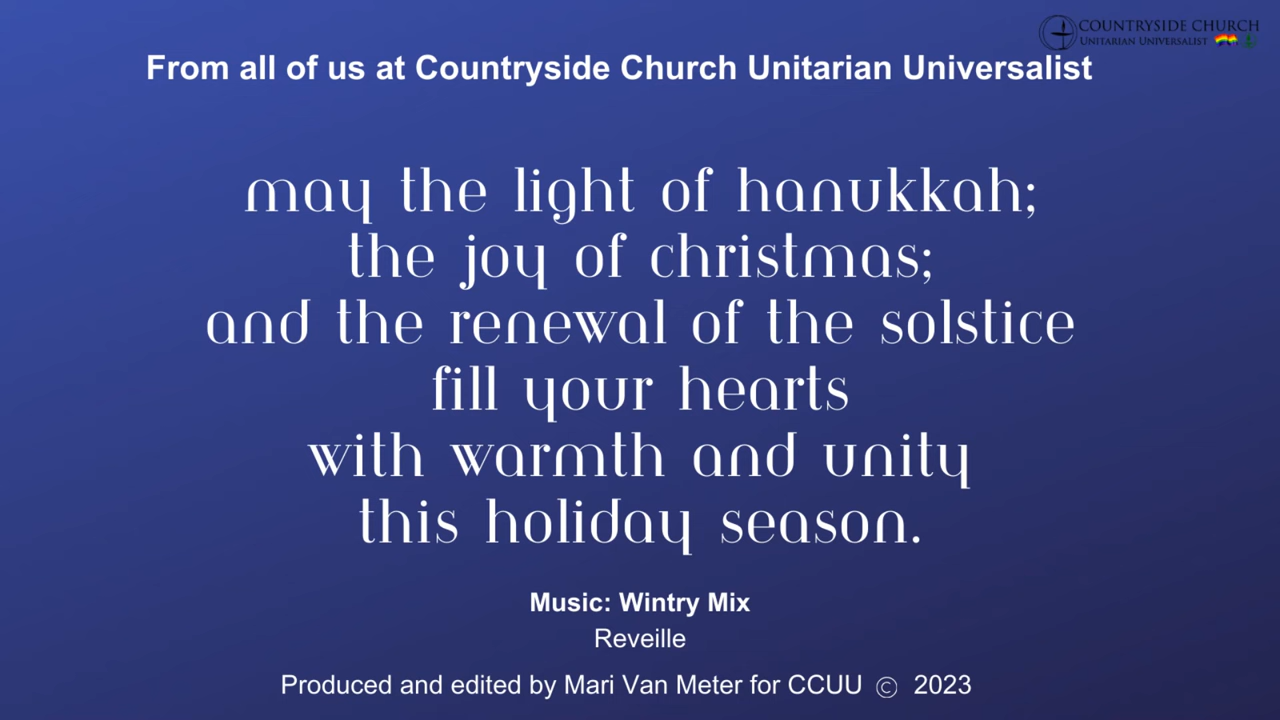 COUNTRYSIDE CHURCH
UNITARIAN UNIVERSALIST
From all of us at Countryside Church Unitarian Universalist
may the light of hanukkah;
the joy of christmas;
and the renewal of the solstice
fill your hearts
with warmth and unity
this holiday season.
Music: Wintry Mix
Reveille
Produced and edited by Mari Van Meter for CCUU © 2023